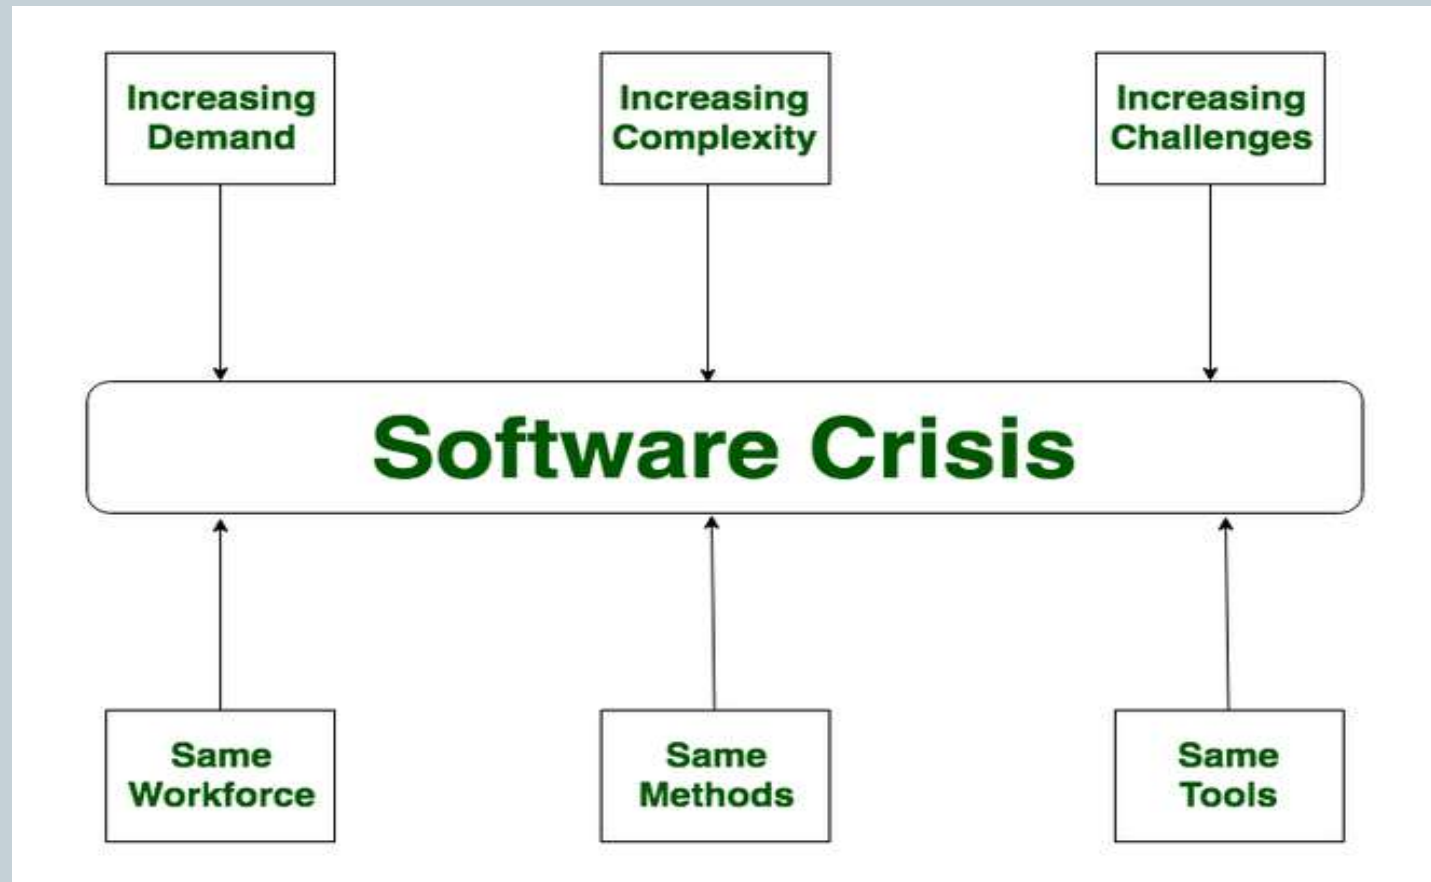 Increasing
Demand
Increasing
Complexity
Increasing
Challenges
Software Crisis
Same
Workforce
Same
Methods
Same
Tools